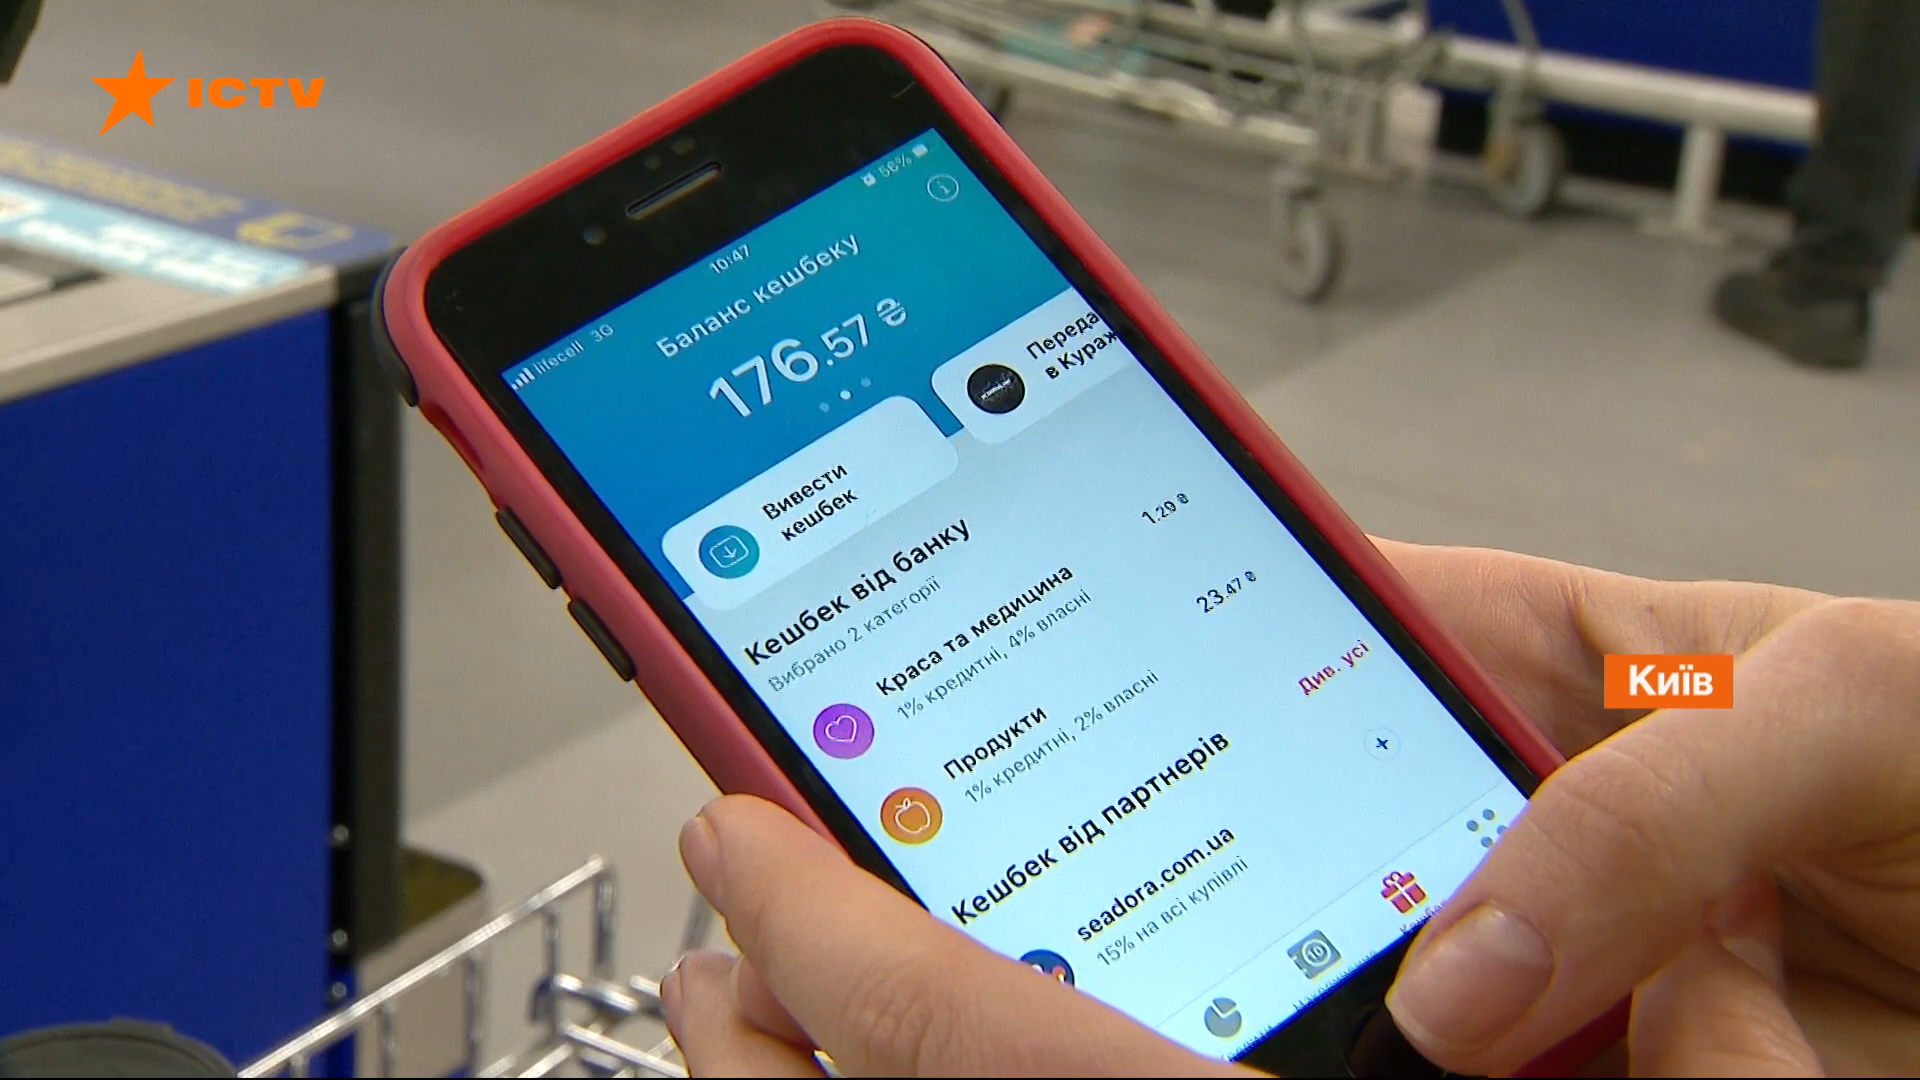 ICTV
lifecell 3G
10:47
56%
Баланс кешбеку
176.57 ₴
Вивести
кешбек
Переда
в Кураж
Кешбек від банку
Вибрано 2 категорії
Краса та медицина
1.29 ₴
1% кредитні, 4% власні
Продукти
23.47 ₴
1% кредитні, 2% власні
Кешбек від партнерів
Див. усі
seadora.com.ua
15% на всі купівлі
Київ